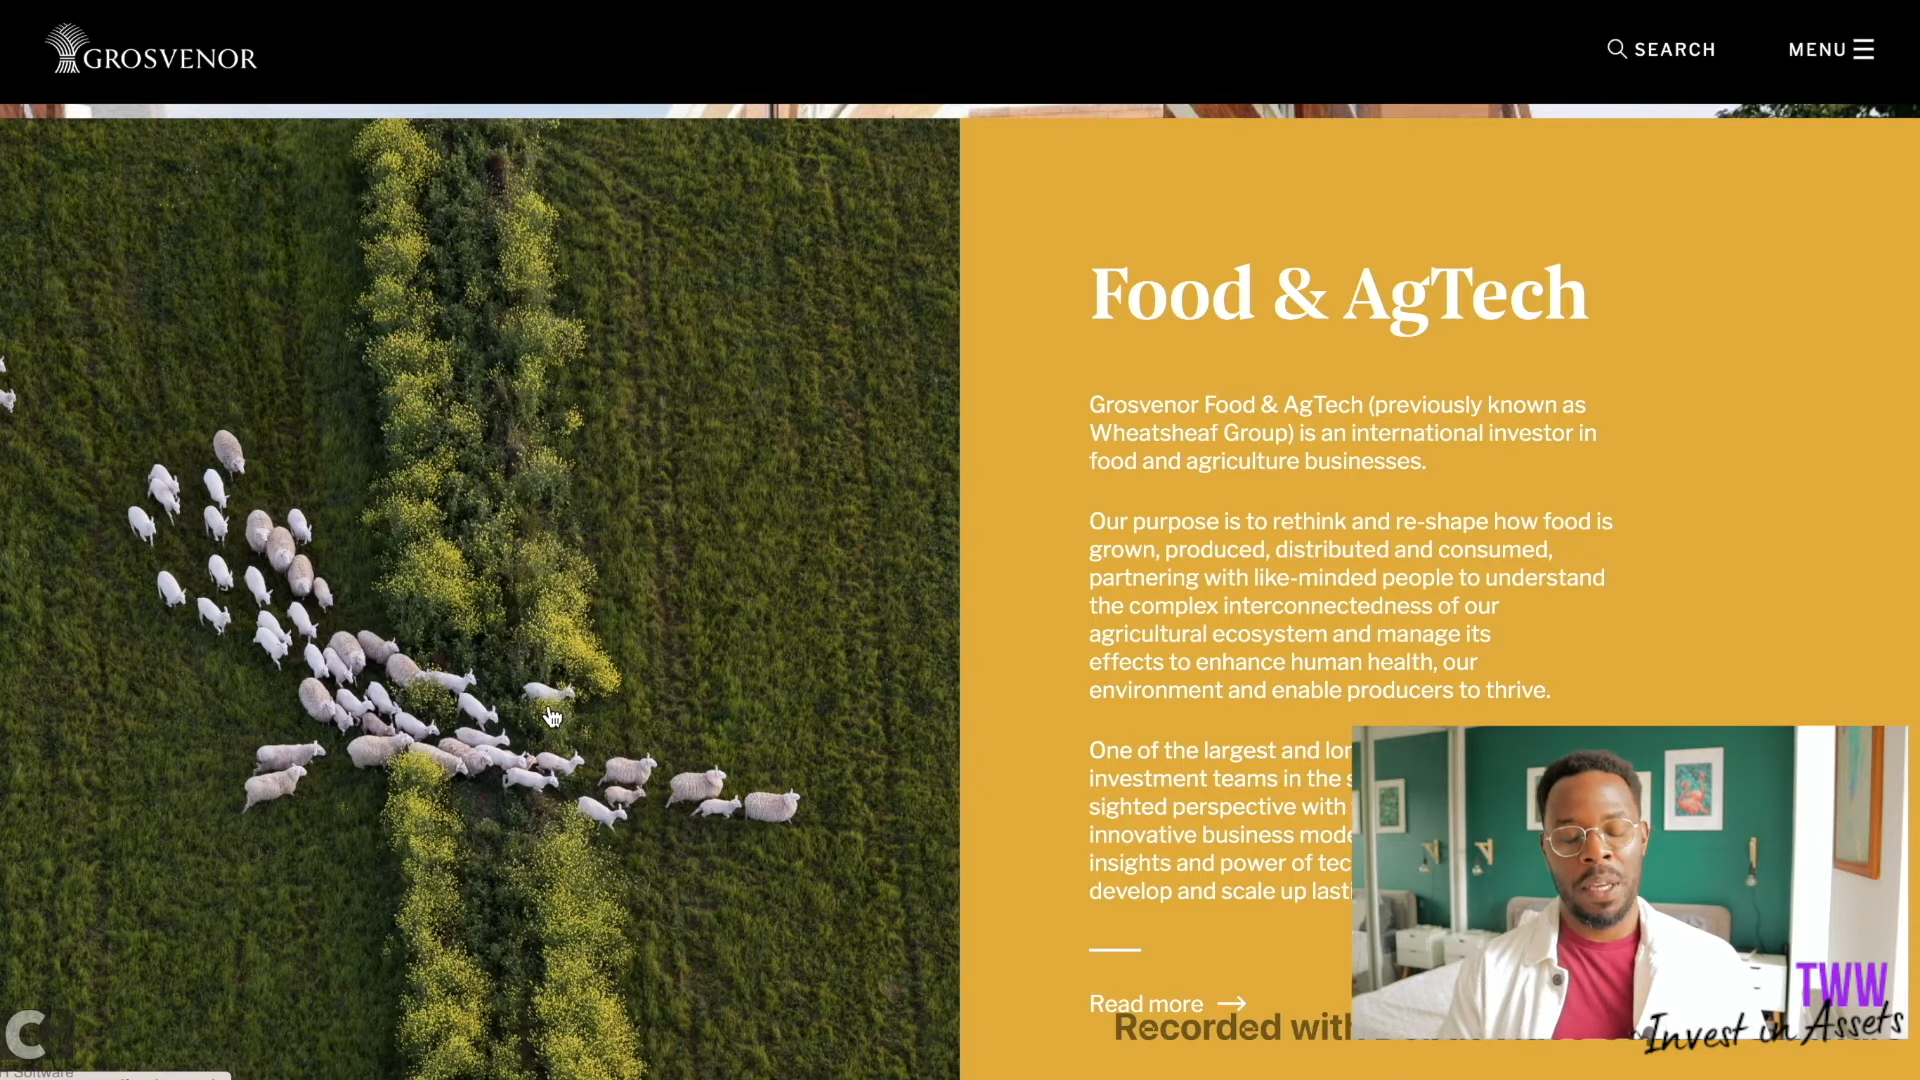 GROSVENOR
SEARCH
MENU
Food & AgTech
Grosvenor Food & AgTech (previously known as
Wheatsheaf Group) is an international investor in
food and agriculture businesses.
Our purpose is to rethink and re-shape how food is
grown, produced, distributed and consumed,
partnering with like-minded people to understand
the complex interconnectedness of our
agricultural ecosystem and manage its
effects to enhance human health, our
environment and enable producers to thrive.
One of the largest and lor
investment teams in the s
sighted perspective with
innovative business mode
insights and power of tec
develop and scale up lasti
Read more
Recorded with
TWW
Invest in Assets
Software